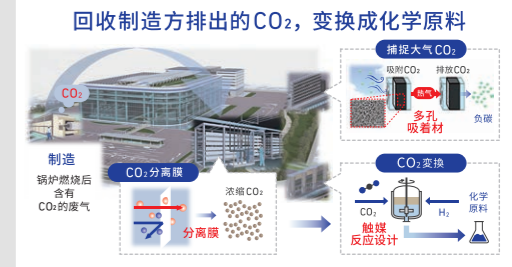 回收制造方排出的CO₂，变换成化学原料
捕捉大气CO₂
吸附CO₂
排放CO₂
热气
多孔
吸着材
负碳
CO₂
制造
锅炉燃烧后
含有
CO₂的废气
CO₂分离膜
浓缩CO₂
分离膜
CO₂变换
CO₂
H₂
化学
原料
触媒
反应设计